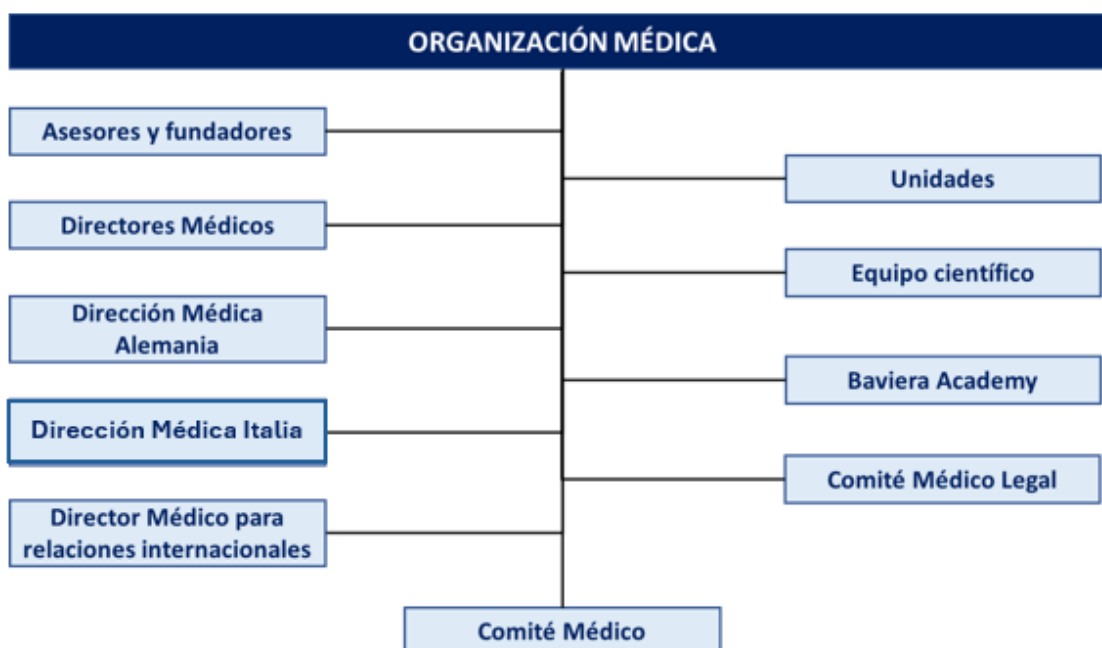 ORGANIZACIÓN MÉDICA
Asesores y fundadores
Directores Médicos
Dirección Médica
Alemania
Dirección Médica Italia
Director Médico para
relaciones internacionales
Unidades
Equipo científico
Baviera Academy
Comité Médico Legal
Comité Médico